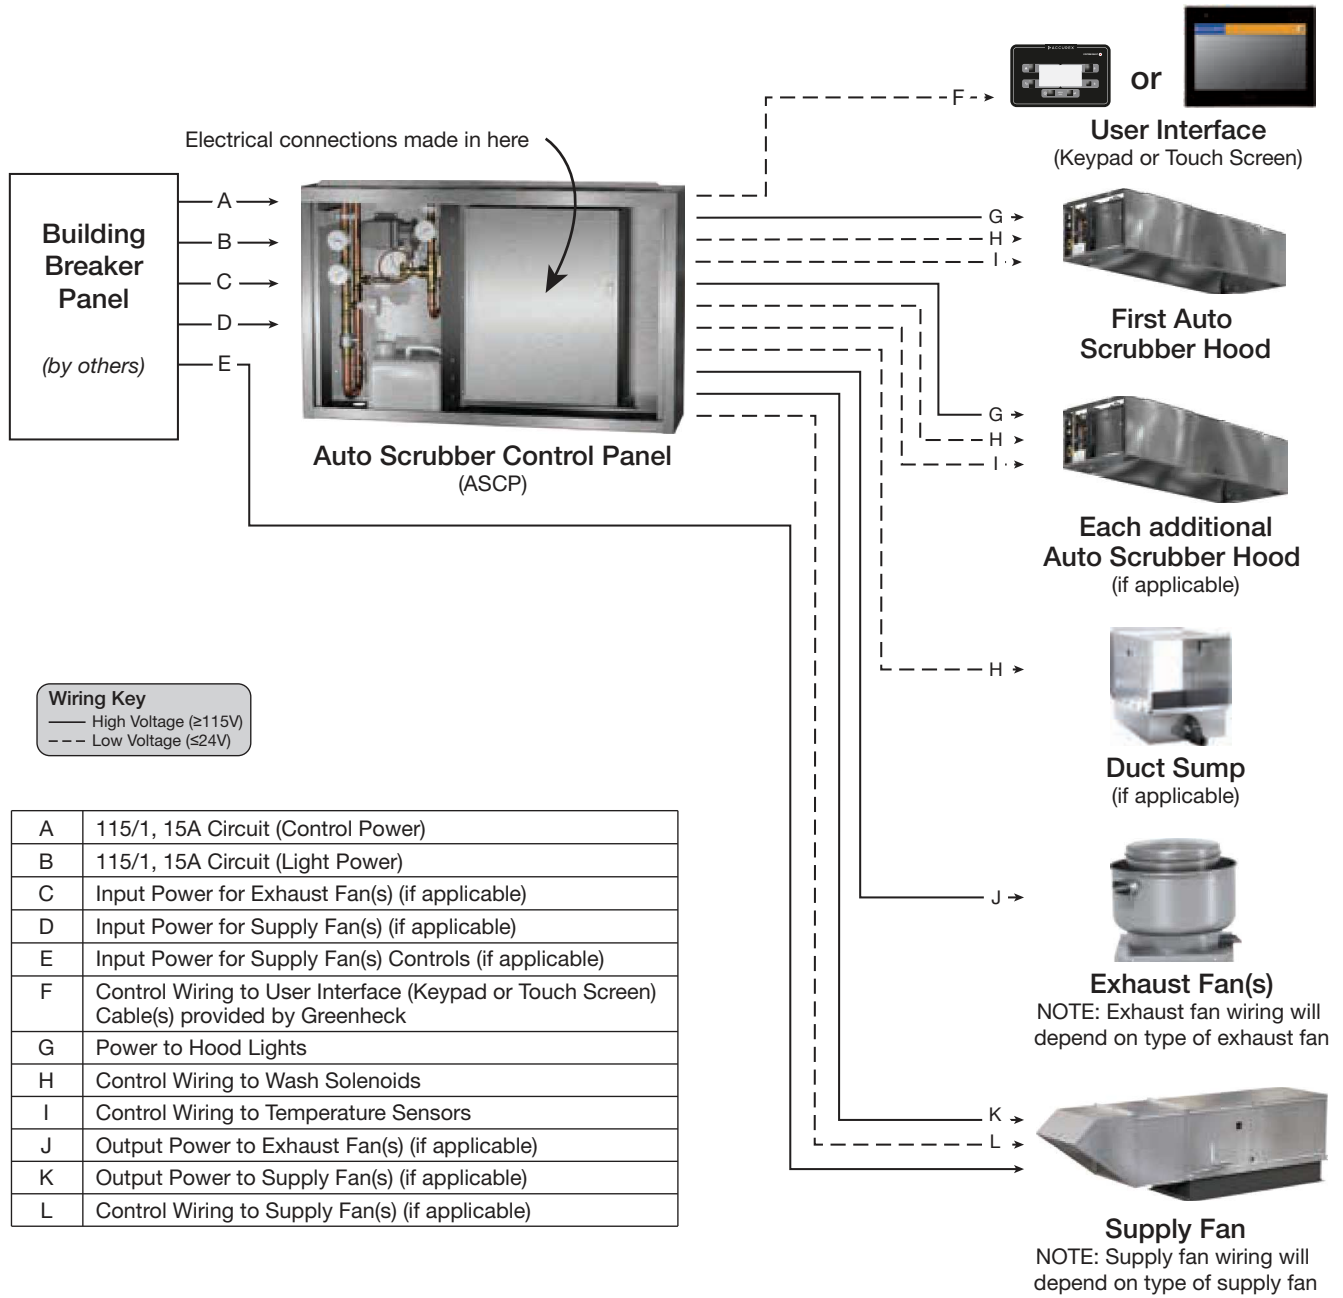 ACCUREX
F
or
User Interface
(Keypad or Touch Screen)
Electrical connections made in here
Building
Breaker
Panel
(by others)
A
B
C
D
E
Auto Scrubber Control Panel
(ASCP)
G
H
I
First Auto
Scrubber Hood
G
H
I
Each additional
Auto Scrubber Hood
(if applicable)
H
Duct Sump
(if applicable)
J
Exhaust Fan(s)
NOTE: Exhaust fan wiring will
depend on type of exhaust fan
K
L
Supply Fan
NOTE: Supply fan wiring will
depend on type of supply fan
Wiring Key
High Voltage (≥115V)
Low Voltage (≤24V)
A 115/1, 15A Circuit (Control Power)
B 115/1, 15A Circuit (Light Power)
C Input Power for Exhaust Fan(s) (if applicable)
D Input Power for Supply Fan(s) (if applicable)
E Input Power for Supply Fan(s) Controls (if applicable)
F Control Wiring to User Interface (Keypad or Touch Screen)
Cable(s) provided by Greenheck
G Power to Hood Lights
H Control Wiring to Wash Solenoids
I Control Wiring to Temperature Sensors
J Output Power to Exhaust Fan(s) (if applicable)
K Output Power to Supply Fan(s) (if applicable)
L Control Wiring to Supply Fan(s) (if applicable)